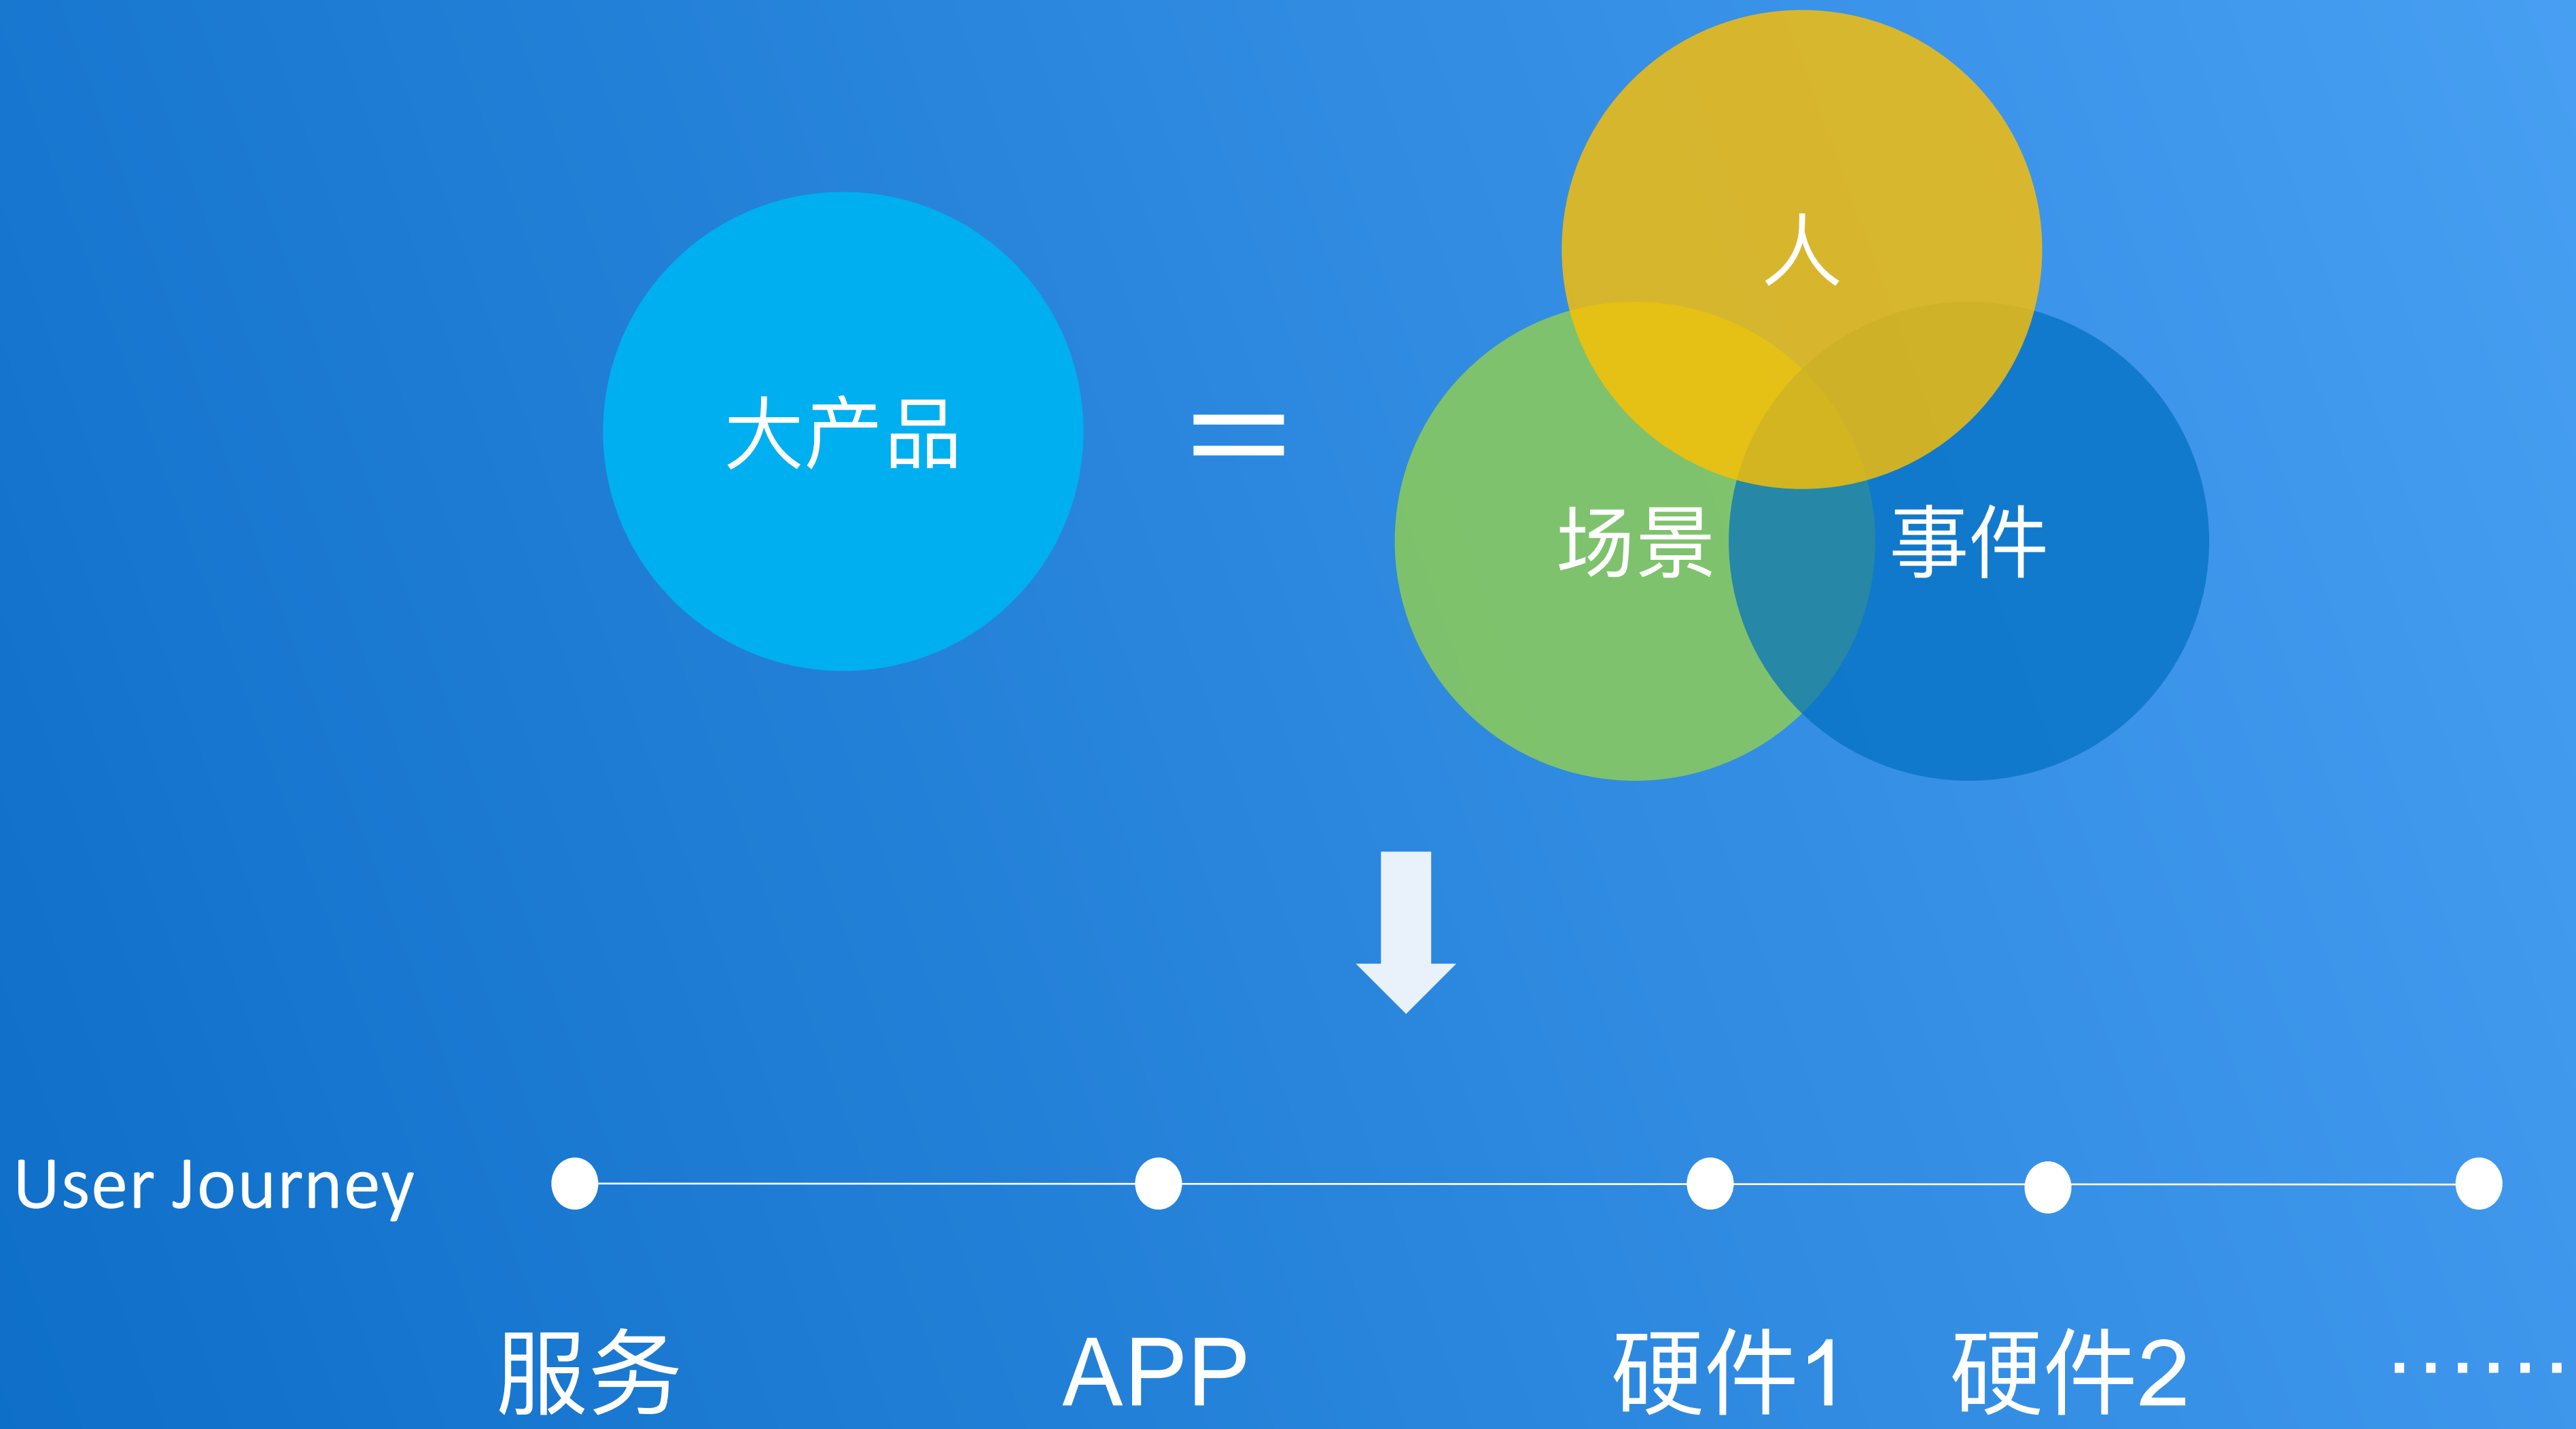 人
大产品
=
场景
事件
User Journey
服务
APP
硬件1
硬件2
……